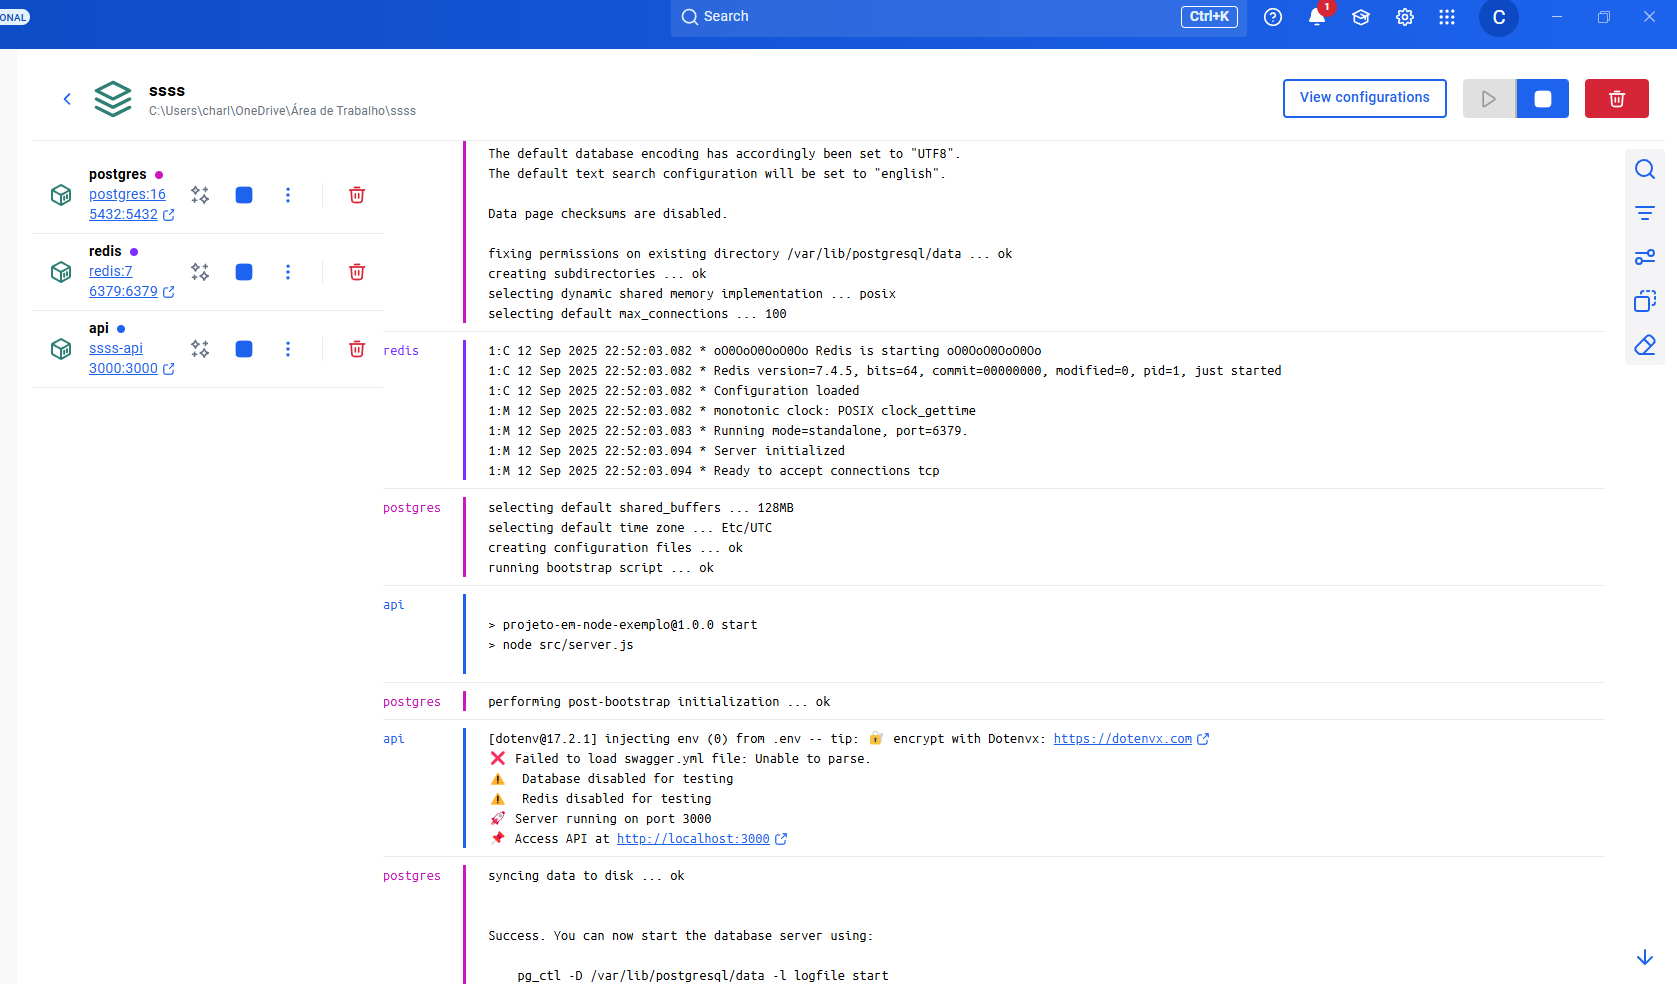 ONAL
Search
Ctrl+K
1
C
ssss
C:\Users\charl\OneDrive\Área de Trabalho\ssss
View configurations
postgres
postgres:16
5432:5432
redis
redis:7
6379:6379
api
ssss-api
3000:3000
The default database encoding has accordingly been set to "UTF8".
The default text search configuration will be set to "english".
Data page checksums are disabled.
fixing permissions on existing directory /var/lib/postgresql/data ... ok
creating subdirectories ... ok
selecting dynamic shared memory implementation ... posix
selecting default max_connections ... 100
redis
1:C 12 Sep 2025 22:52:03.082 * oO0OoO0OoO0Oo Redis is starting oO0OoO0OoO0Oo
1:C 12 Sep 2025 22:52:03.082 * Redis version=7.4.5, bits=64, commit=00000000, modified=0, pid=1, just started
1:C 12 Sep 2025 22:52:03.082 * Configuration loaded
1:M 12 Sep 2025 22:52:03.082 * monotonic clock: POSIX clock_gettime
1:M 12 Sep 2025 22:52:03.083 * Running mode=standalone, port=6379.
1:M 12 Sep 2025 22:52:03.094 * Server initialized
1:M 12 Sep 2025 22:52:03.094 * Ready to accept connections tcp
postgres
selecting default shared_buffers ... 128MB
selecting default time zone ... Etc/UTC
creating configuration files ... ok
running bootstrap script ... ok
api
> projeto-em-node-exemplo@1.0.0 start
> node src/server.js
postgres
performing post-bootstrap initialization ... ok
api
[dotenv@17.2.1] injecting env (0) from .env -- tip: 🔐 encrypt with Dotenvx: https://dotenvx.com
❌ Failed to load swagger.yml file: Unable to parse.
⚠️ Database disabled for testing
⚠️ Redis disabled for testing
🚀 Server running on port 3000
📌 Access API at http://localhost:3000
postgres
syncing data to disk ... ok
Success. You can now start the database server using:
pg_ctl -D /var/lib/postgresql/data -l logfile start